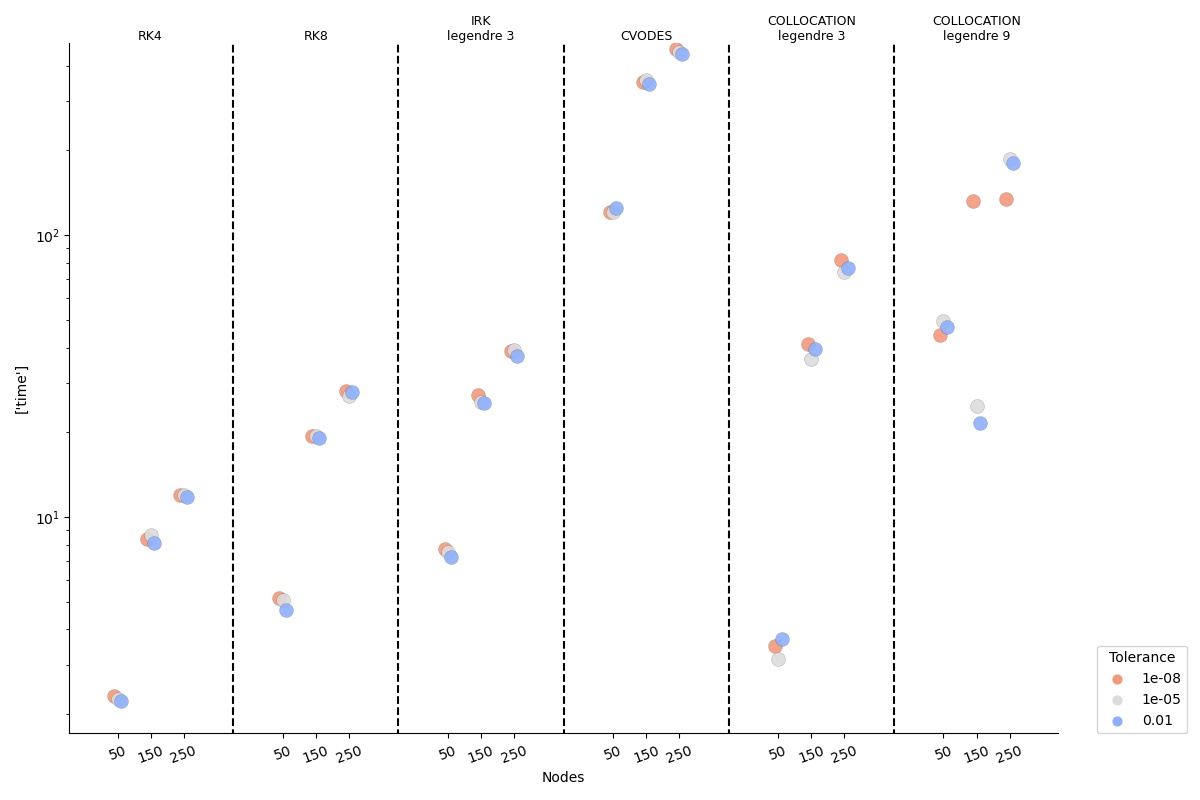 RK4
RK8
IRK
legendre 3
CVODES
COLLOCATION
legendre 3
COLLOCATION
legendre 9
['time']
10²
10¹
50 150 250 50 150 250 50 150 250 50 150 250 50 150 250 50 150 250
Nodes
Tolerance
1e-08
1e-05
0.01